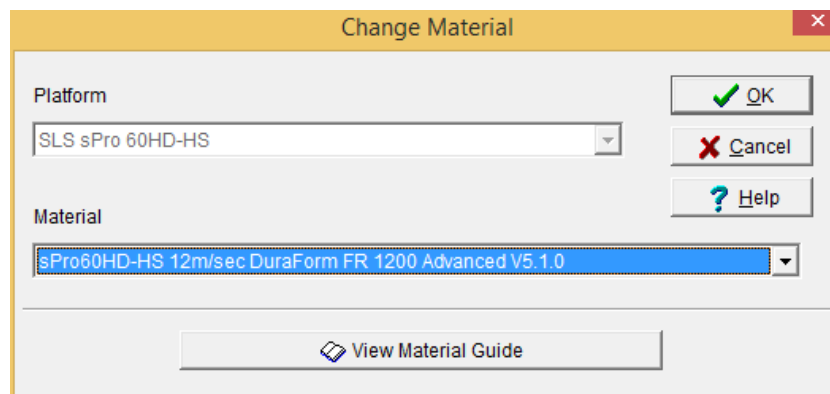 Change Material
Platform
OK
SLS sPro 60HD-HS
Cancel
Help
Material
sPro60HD-HS 12m/sec DuraForm FR 1200 Advanced V5.1.0
View Material Guide